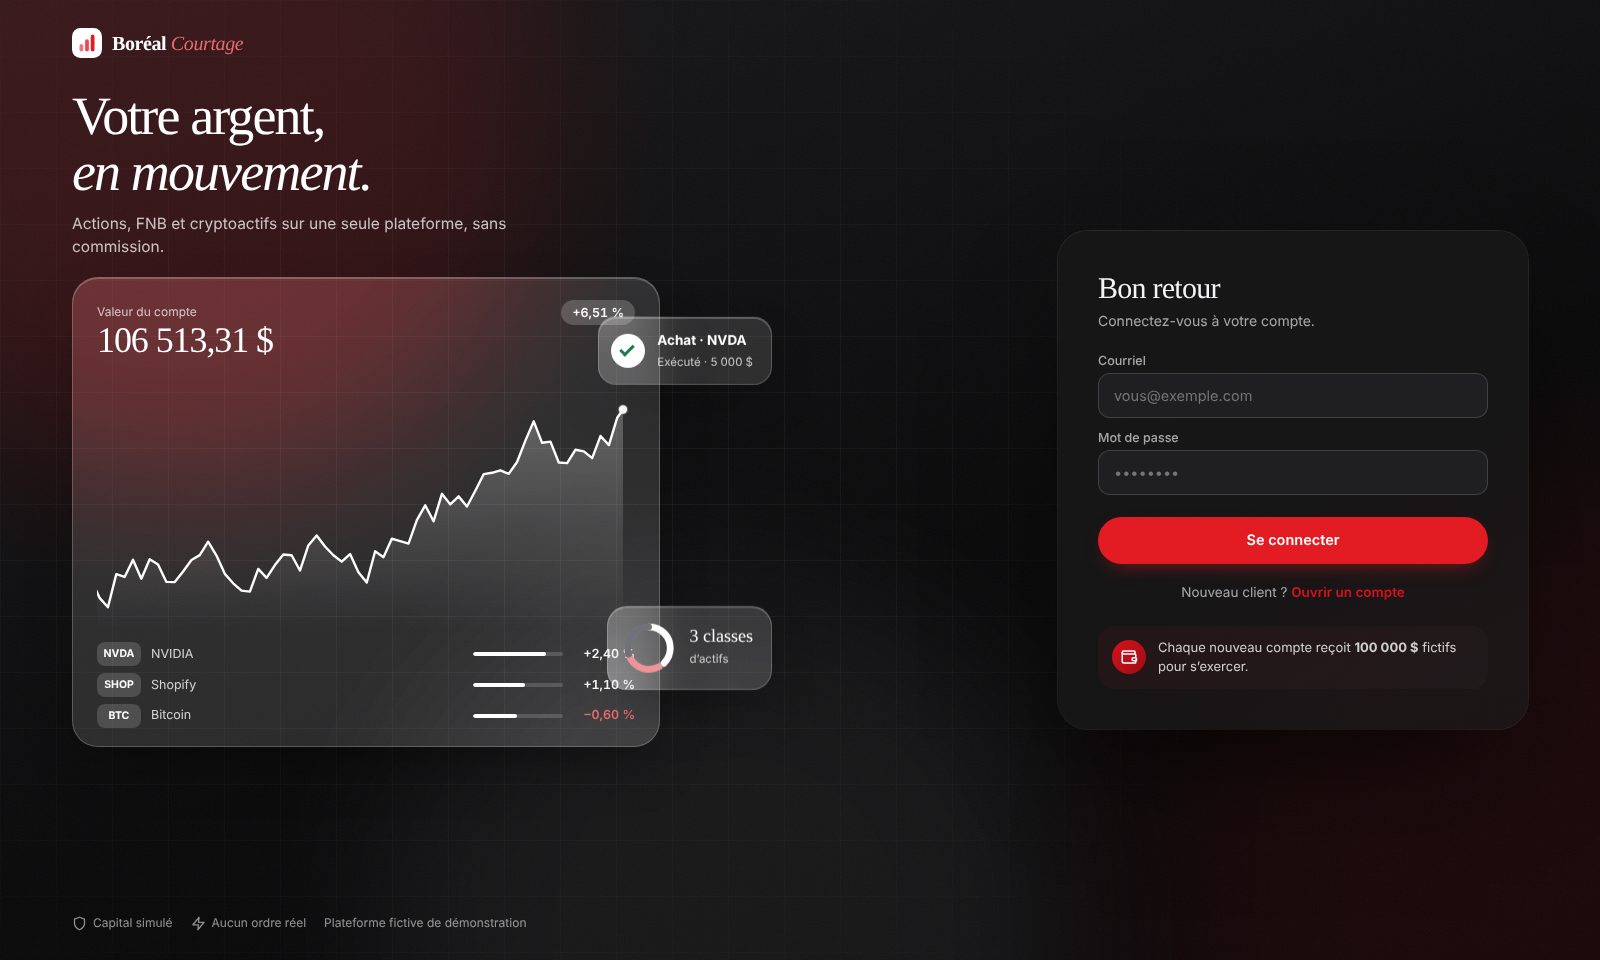 Boréal Courtage
Votre argent,
en mouvement.
Actions, FNB et cryptoactifs sur une seule plateforme, sans
commission.
Valeur du compte
106 513,31 $
+6,51 %
Achat · NVDA
Exécuté · 5 000 $
NVDA NVIDIA +2,40 %
SHOP Shopify +1,10 %
BTC Bitcoin −0,60 %
3 classes
d’actifs
Capital simulé
Aucun ordre réel
Plateforme fictive de démonstration
Bon retour
Connectez-vous à votre compte.
Courriel
vous@exemple.com
Mot de passe
••••••••
Se connecter
Nouveau client ? Ouvrir un compte
Chaque nouveau compte reçoit 100 000 $ fictifs
pour s’exercer.